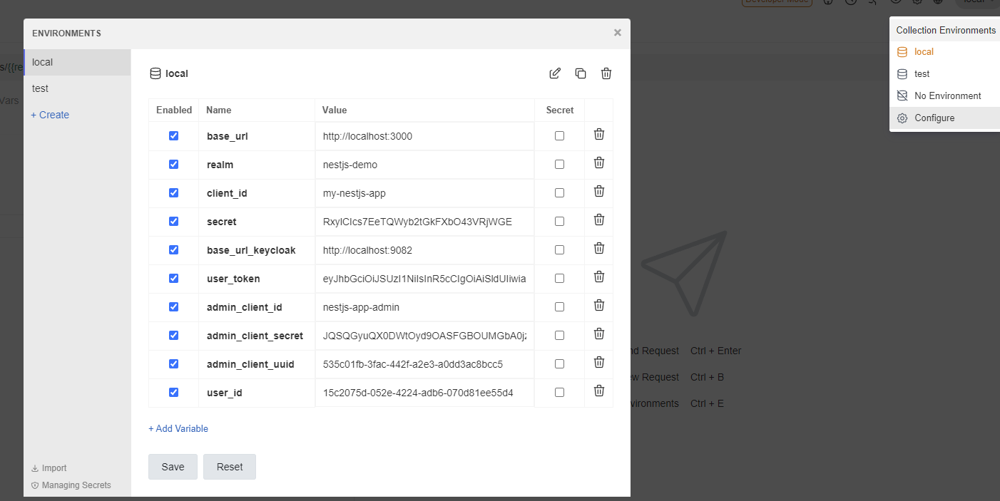 Developer Mode
local
ENVIRONMENTS
Collection Environments
local
test
No Environment
Configure
s/{{re
Vars
local
test
+ Create
local
Enabled Name Value Secret
base_url http://localhost:3000
realm nestjs-demo
client_id my-nestjs-app
secret RxyICIcs7EeTQWyb2tGkFXbO43VRjWGE
base_url_keycloak http://localhost:9082
user_token eyJhbGciOiJSUzI1NiIsInR5cCIgOiAiSldUIiwia
admin_client_id nestjs-app-admin
admin_client_secret JQSQGyuQX0DWtOyd9OASFGBOUMGbA0jz
admin_client_uuid 535c01fb-3fac-442f-a2e3-a0dd3ac8bcc5
user_id 15c2075d-052e-4224-adb6-070d81ee55d4
+ Add Variable
Save Reset
Import
Managing Secrets
nd Request Ctrl + Enter
ew Request Ctrl + B
vironments Ctrl + E